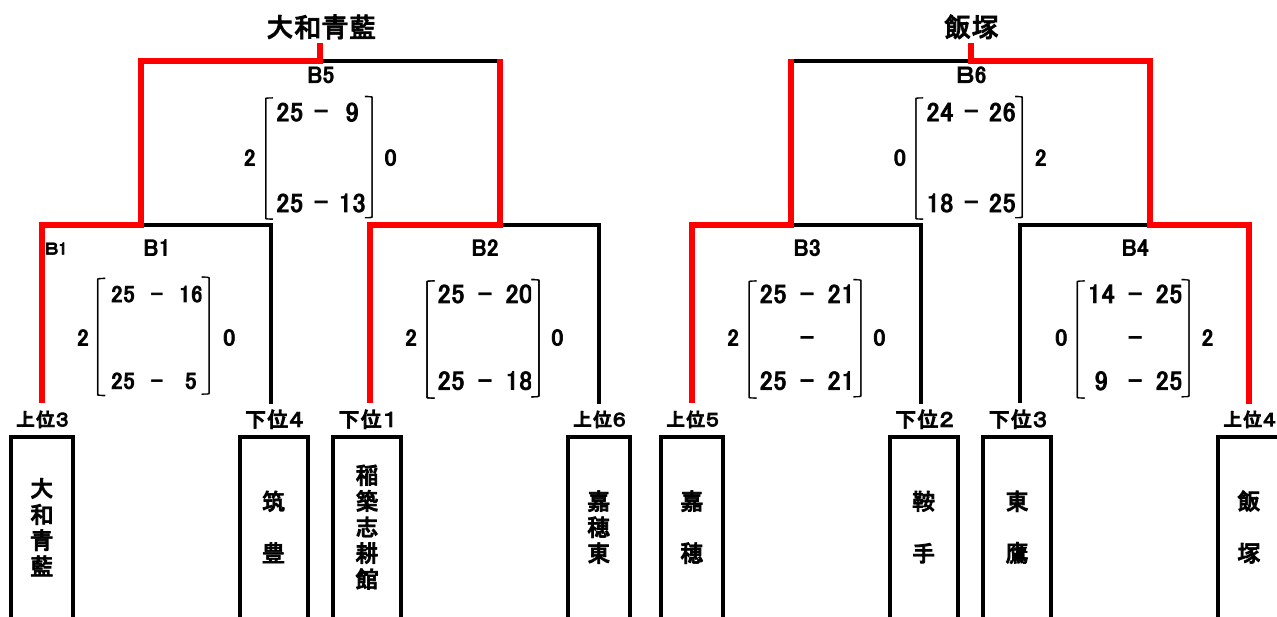 大和青藍 飯塚
B5 B6
25 - 9 24 - 26
2 0 0 2
25 - 13 18 - 25
B1 B1 B2 B3 B4
25 - 16 25 - 20 25 - 21 14 - 25
2 0 2 0 2 - 0 0 - 2
25 - 5 25 - 18 25 - 21 9 - 25
上位3 下位4 下位1 上位6 上位5 下位2 下位3 上位4
大和青藍
筑豊
稲築志耕館
嘉穂東
嘉穂
鞍手
東鷹
飯塚